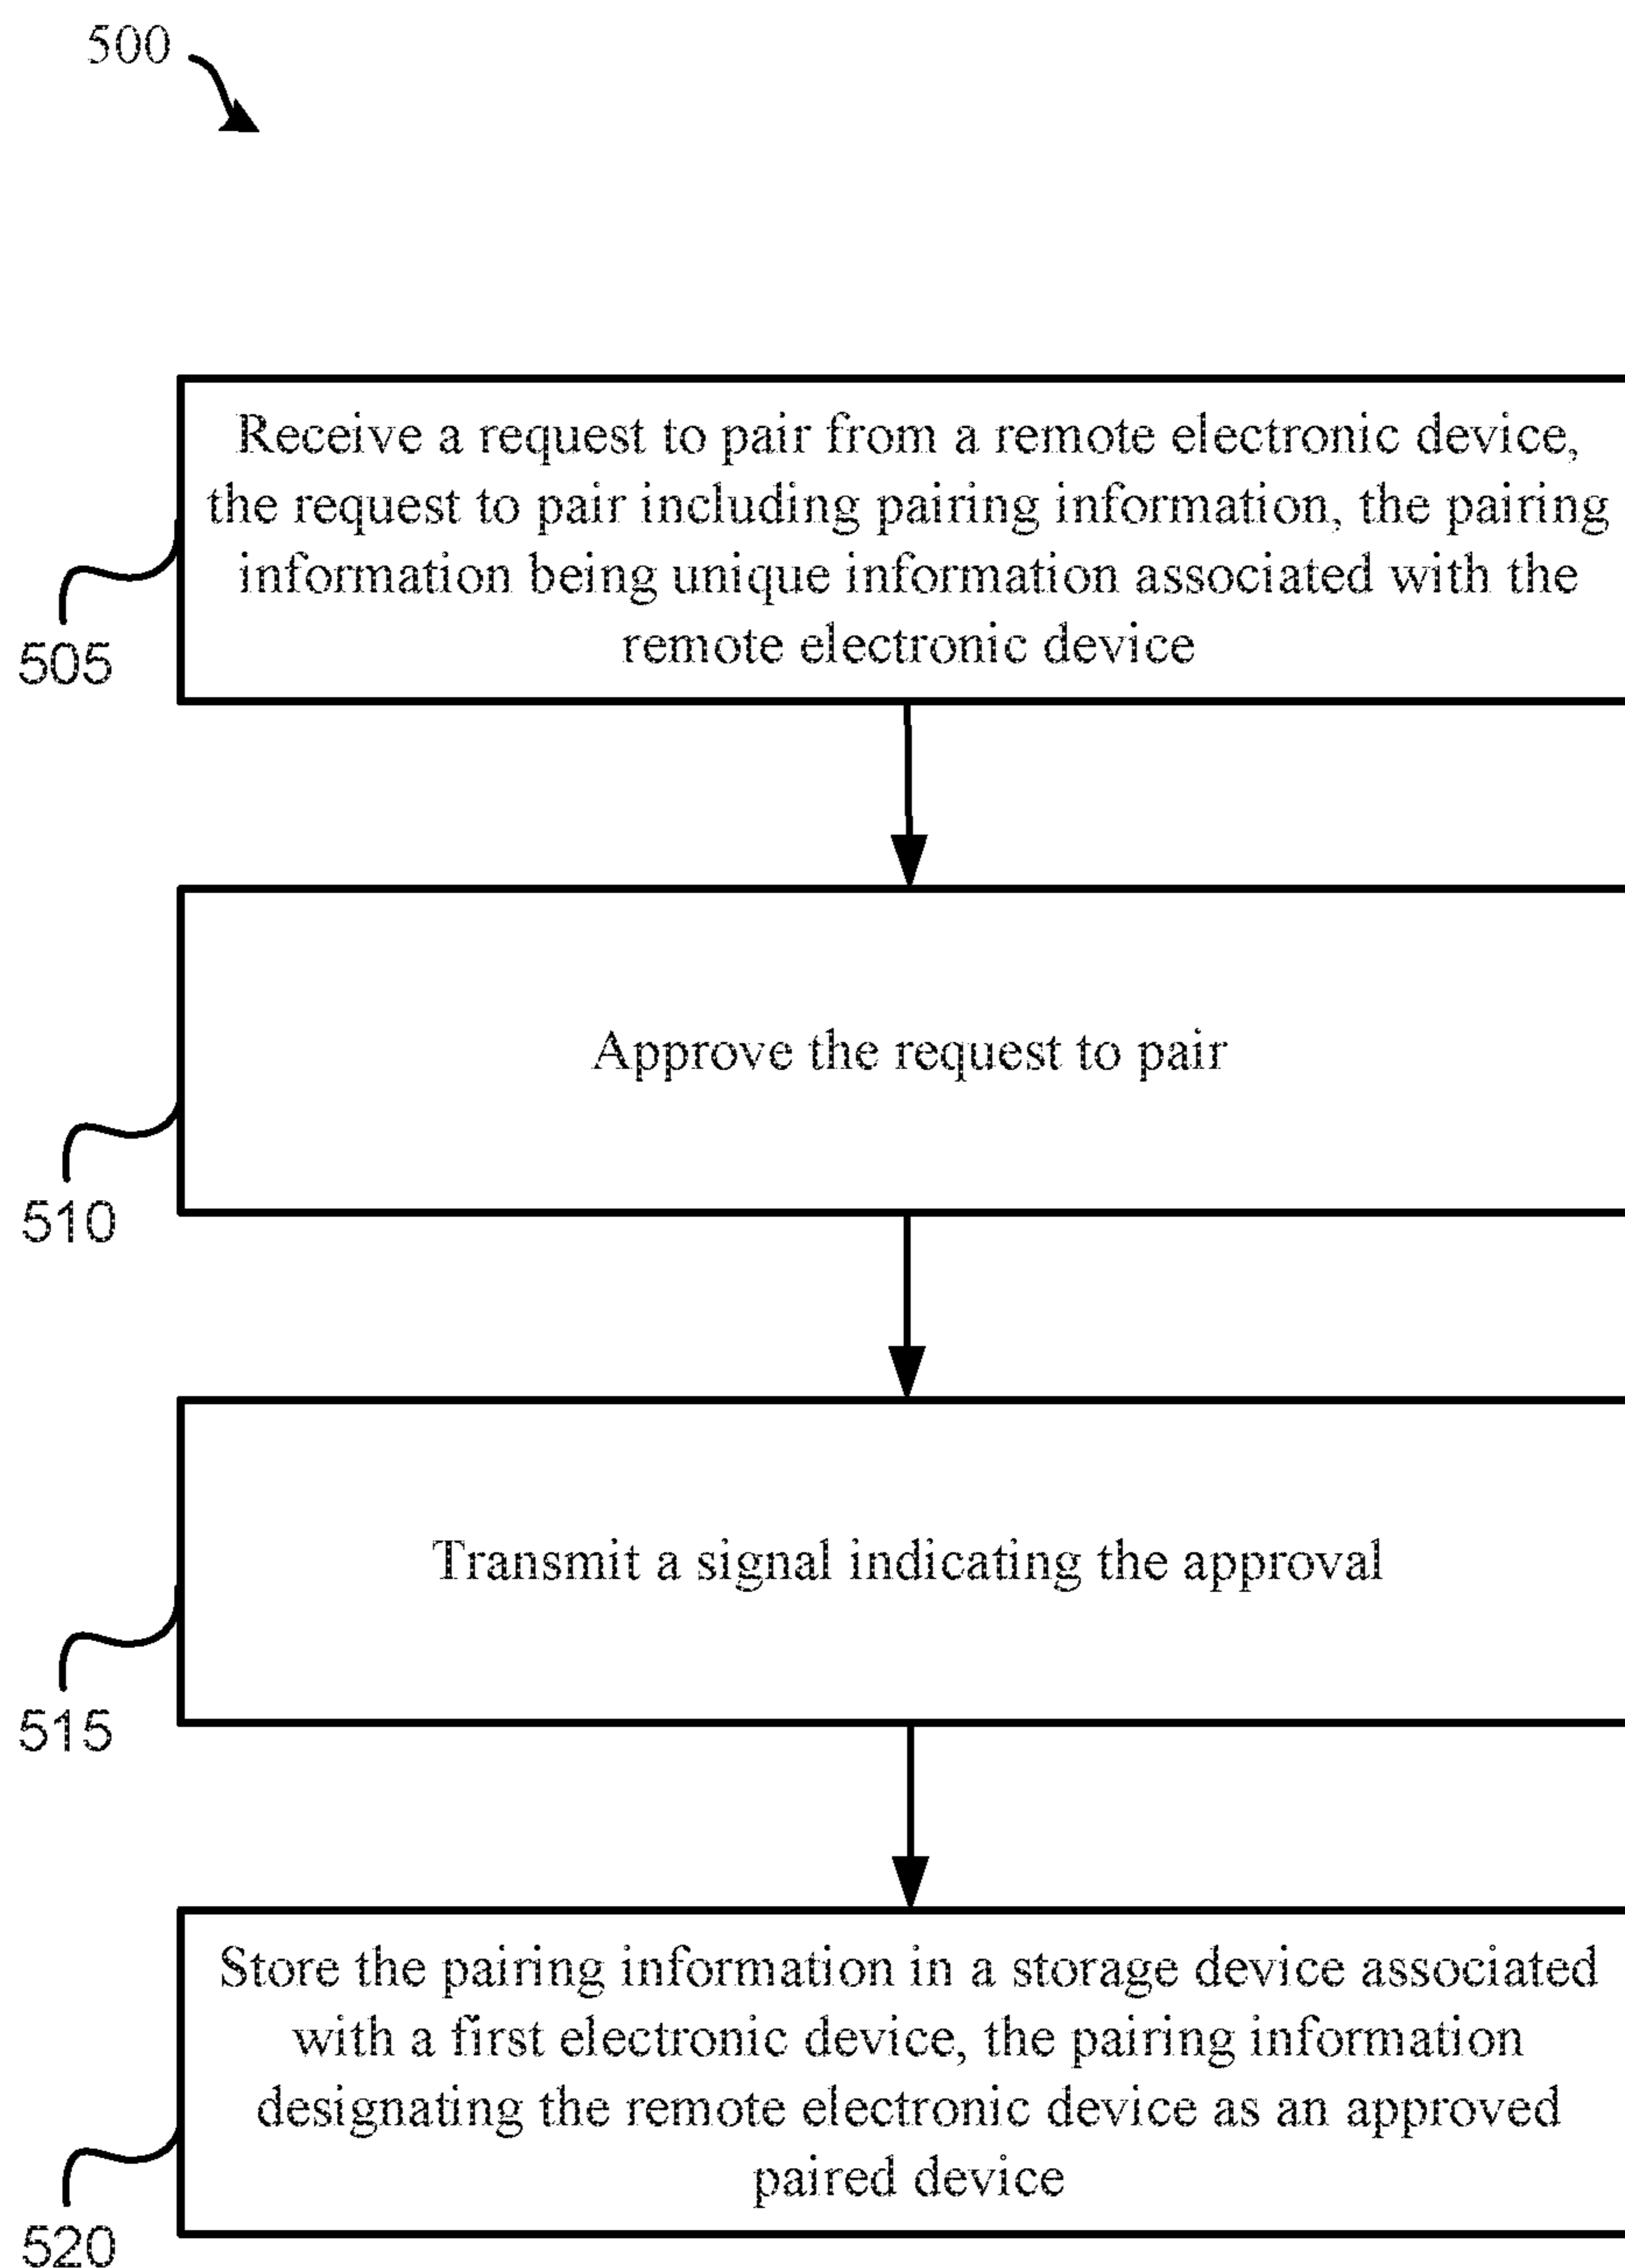 500
Receive a request to pair from a remote electronic device,
the request to pair including pairing information, the pairing
information being unique information associated with the
remote electronic device
505
Approve the request to pair
510
Transmit a signal indicating the approval
515
Store the pairing information in a storage device associated
with a first electronic device, the pairing information
designating the remote electronic device as an approved
paired device
520